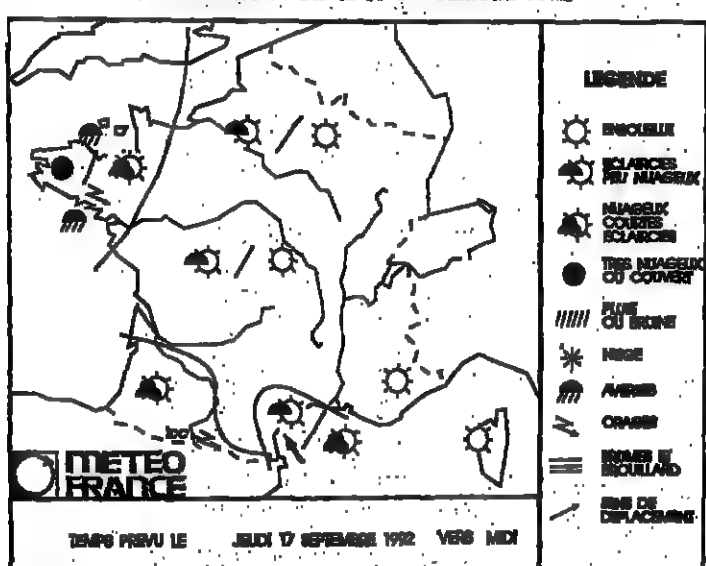 METEO
FRANCE
TEMPS PREVU LE JEUDI 17 SEPTEMBRE 1992 VERS MIDI
LEGENDE
ENSOLEILLE
ECLAIRCIES
PEU NUAGEUX
NUAGEUX
COURTES
ECLAIRCIES
TRES NUAGEUX
OU COUVERT
PLUIE
OU BRUINE
NEIGE
AVERSES
ORAGES
BRUMES ET
BROUILLARD
SENS DE
DEPLACEMENT